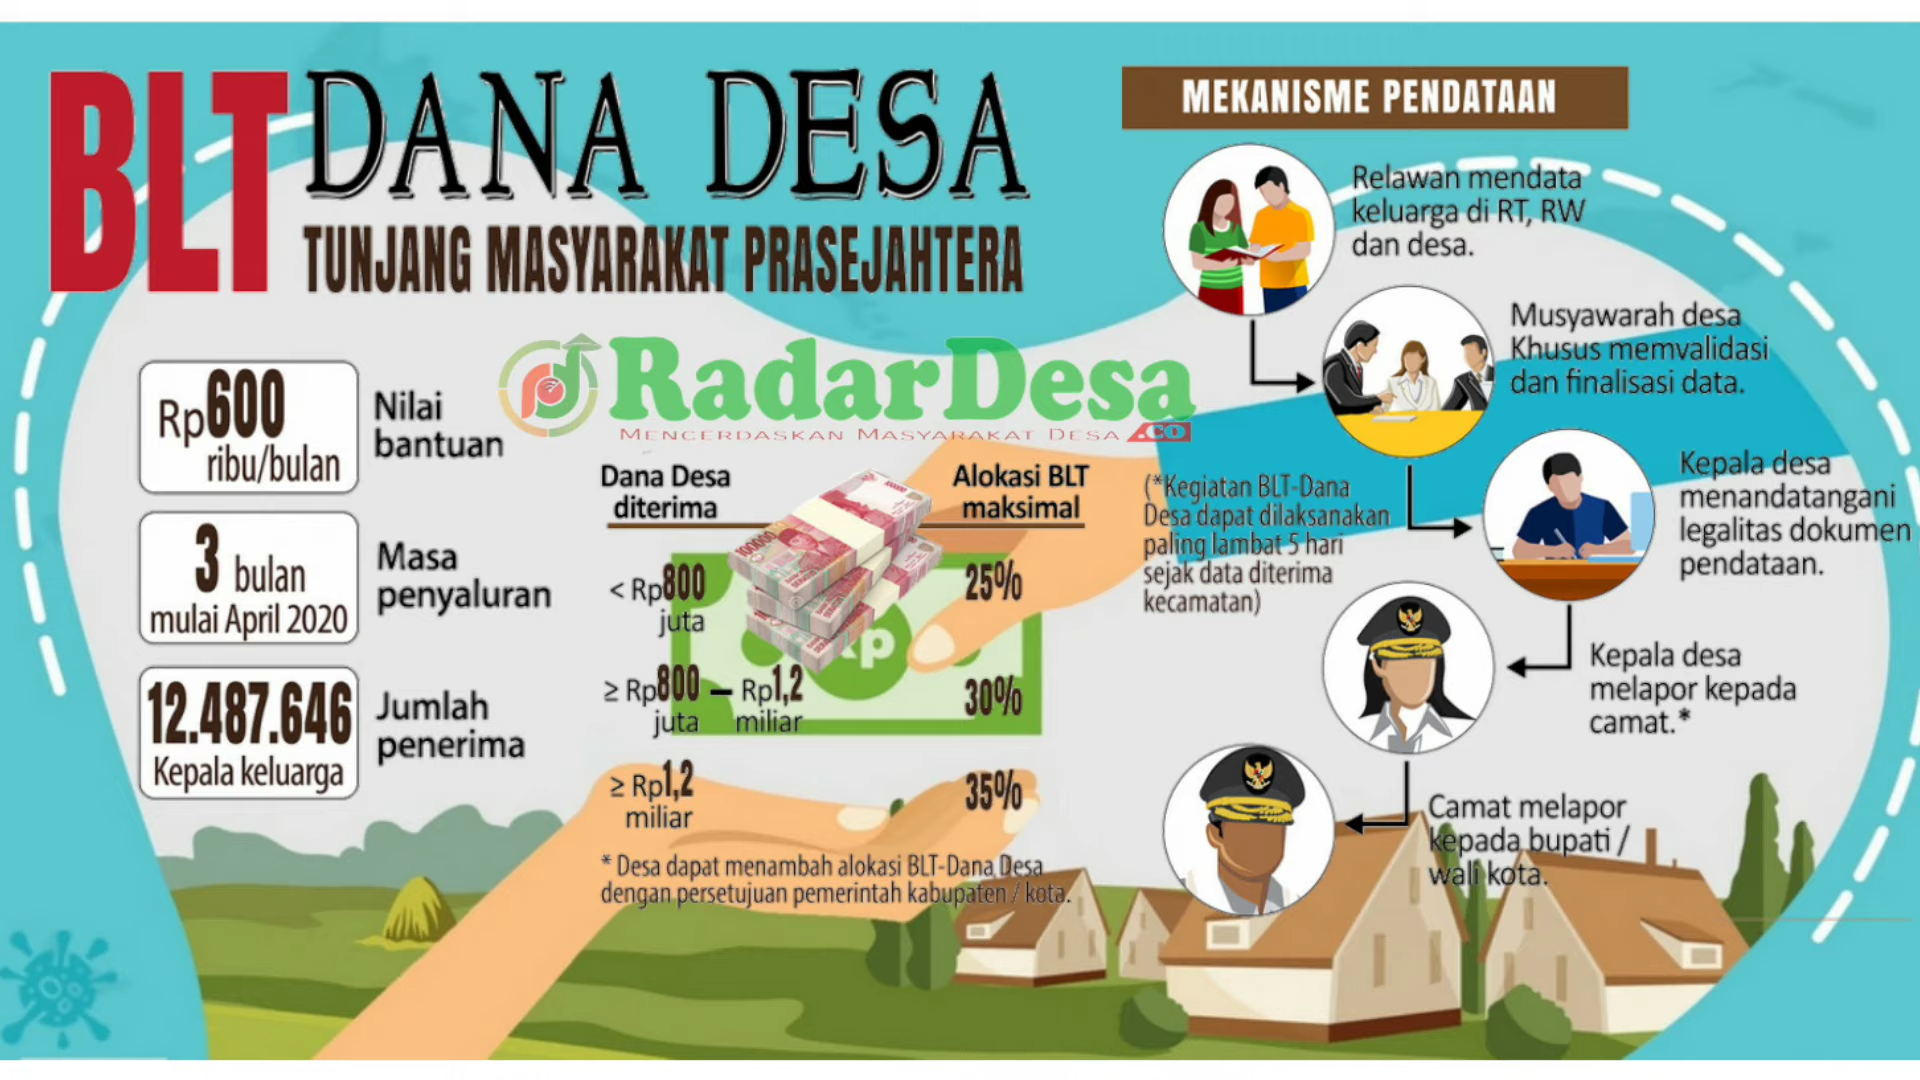 BLT DANA DESA
TUNJANG MASYARAKAT PRASEJAHTERA
RadarDesa
MENCERDASKAN MASYARAKAT DESA .CO
Rp600
ribu/bulan
Nilai
bantuan
3 bulan
mulai April 2020
Masa
penyaluran
12.487.646
Kepala keluarga
Jumlah
penerima
Dana Desa
diterima
Alokasi BLT
maksimal
100000
Rp
< Rp800
juta
25%
≥ Rp800 – Rp1,2
juta miliar
30%
≥ Rp1,2
miliar
35%
* Desa dapat menambah alokasi BLT-Dana Desa
dengan persetujuan pemerintah kabupaten / kota.
MEKANISME PENDATAAN
Relawan mendata
keluarga di RT, RW
dan desa.
Musyawarah desa
Khusus memvalidasi
dan finalisasi data.
Kepala desa
menandatangani
legalitas dokumen
pendataan.
(*Kegiatan BLT-Dana
Desa dapat dilaksanakan
paling lambat 5 hari
sejak data diterima
kecamatan)
Kepala desa
melapor kepada
camat.*
Camat melapor
kepada bupati /
wali kota.